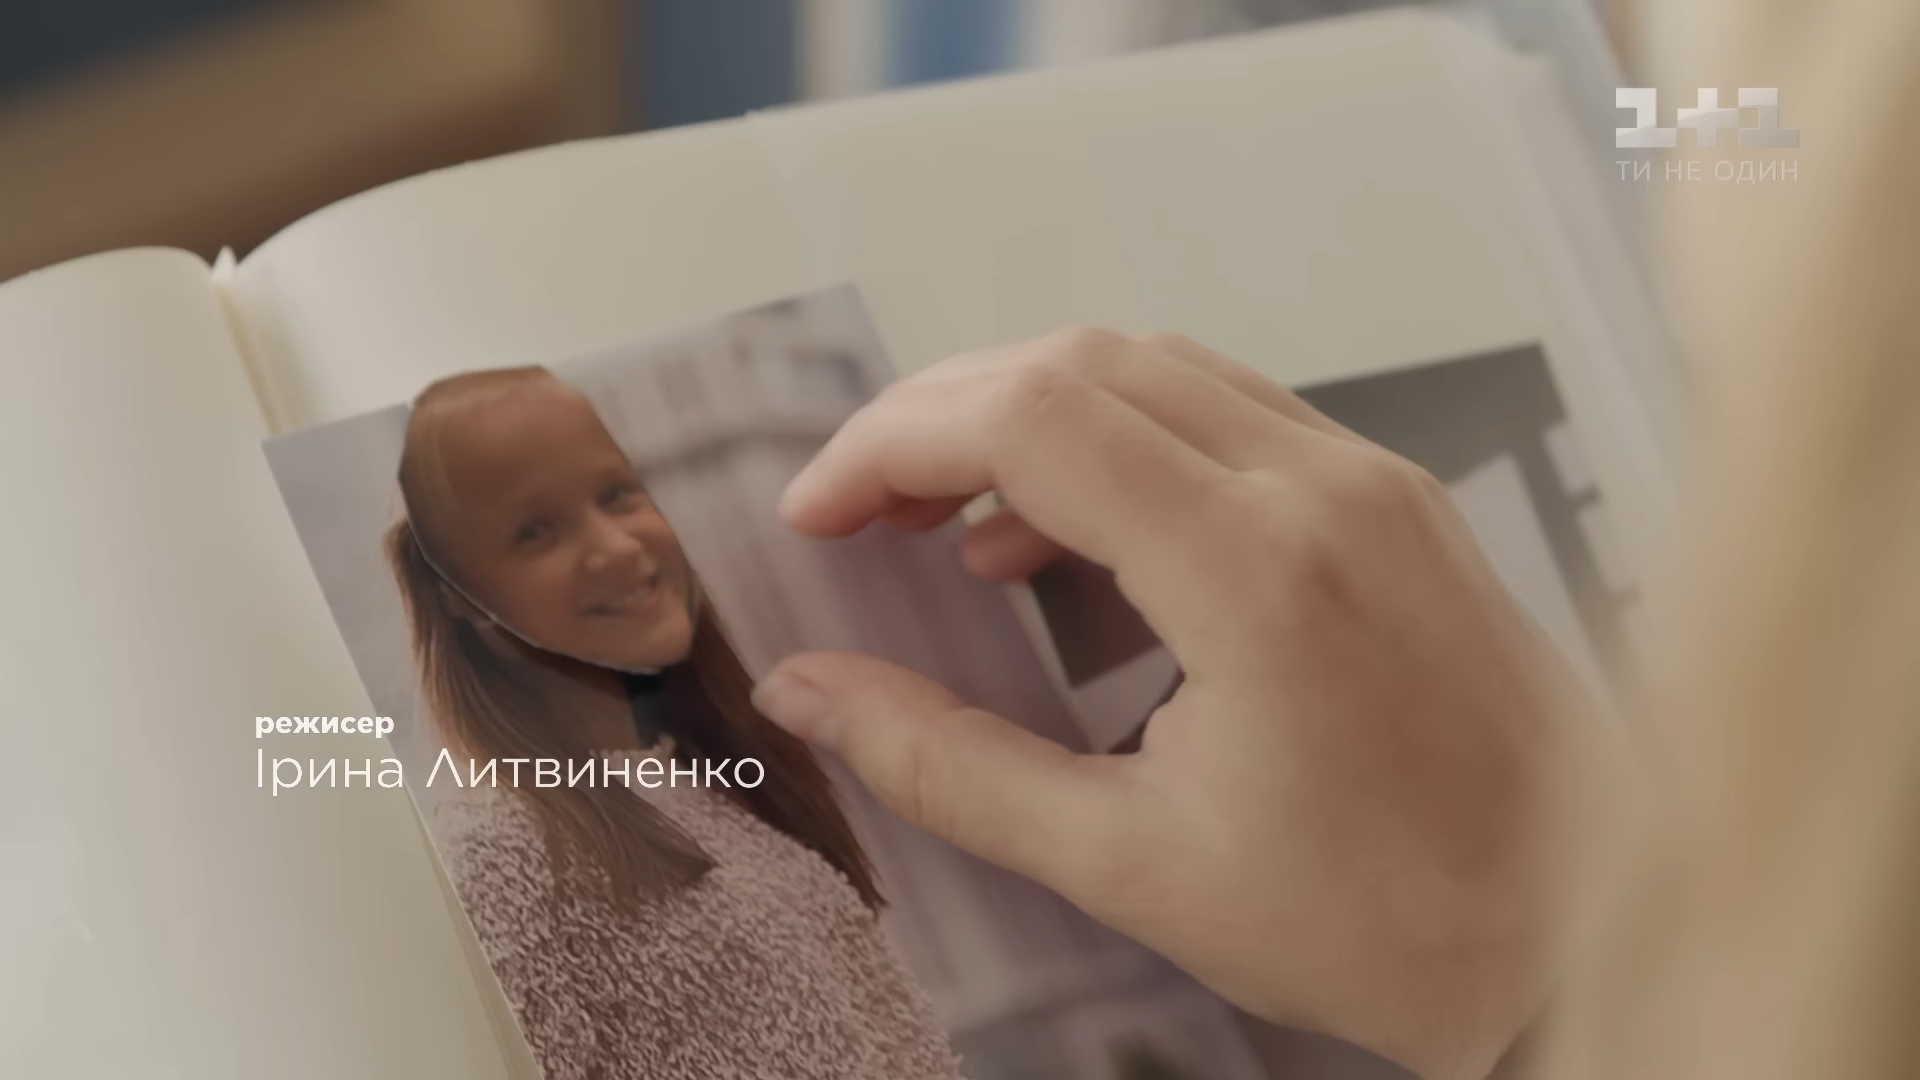 1+1
ТИ НЕ ОДИН
режисер
Ірина Литвиненко